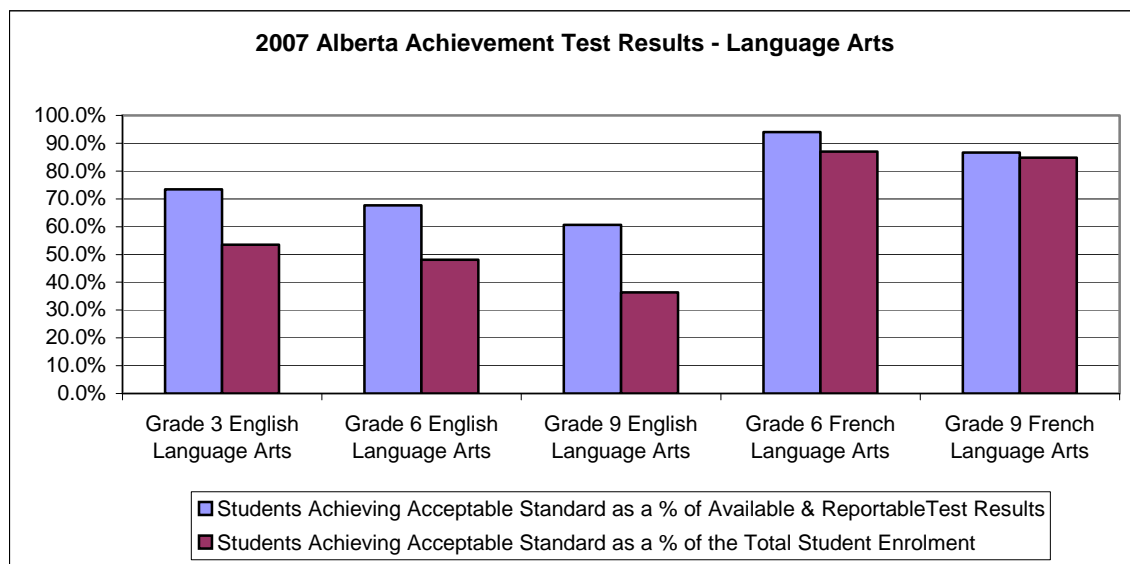 2007 Alberta Achievement Test Results - Language Arts
100.0%
90.0%
80.0%
70.0%
60.0%
50.0%
40.0%
30.0%
20.0%
10.0%
0.0%
Grade 3 English
Language Arts
Grade 6 English
Language Arts
Grade 9 English
Language Arts
Grade 6 French
Language Arts
Grade 9 French
Language Arts
Students Achieving Acceptable Standard as a % of Available & ReportableTest Results
Students Achieving Acceptable Standard as a % of the Total Student Enrolment